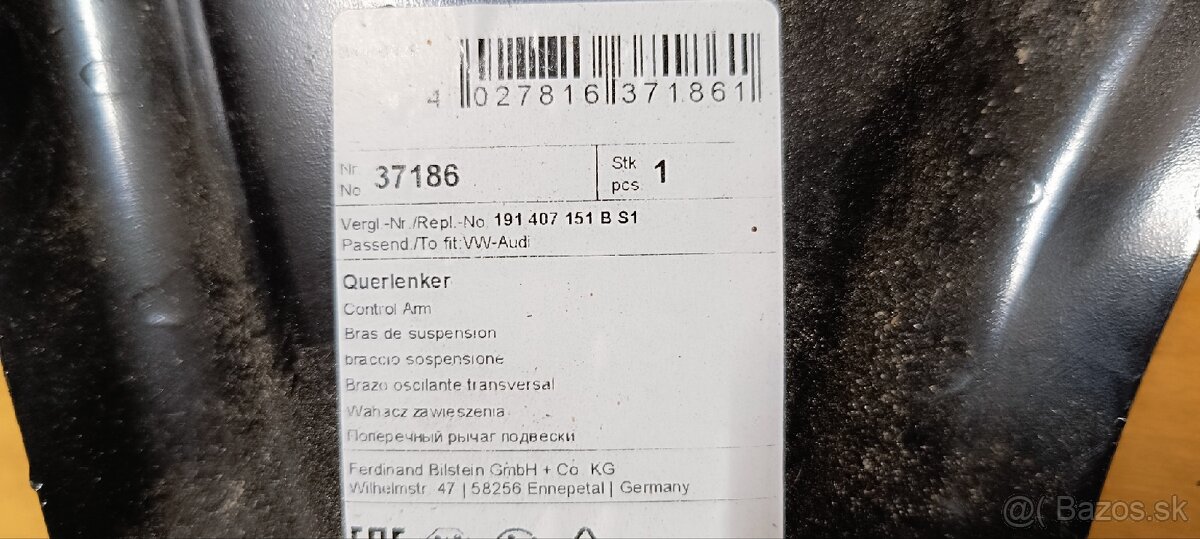 4 027816 371861
Nr. No. 37186 Stk pcs. 1
Vergl.-Nr./Repl.-No. 191 407 151 B S1
Passend./To fit:VW-Audi
Querlenker
Control Arm
Bras de suspension
braccio sospensione
Brazo oscilante transversal
Wahacz zawieszenia
Поперечный рычаг подвески
Ferdinand Bilstein GmbH + Co. KG
Wilhelmstr. 47 | 58256 Ennepetal | Germany
Bazos.sk